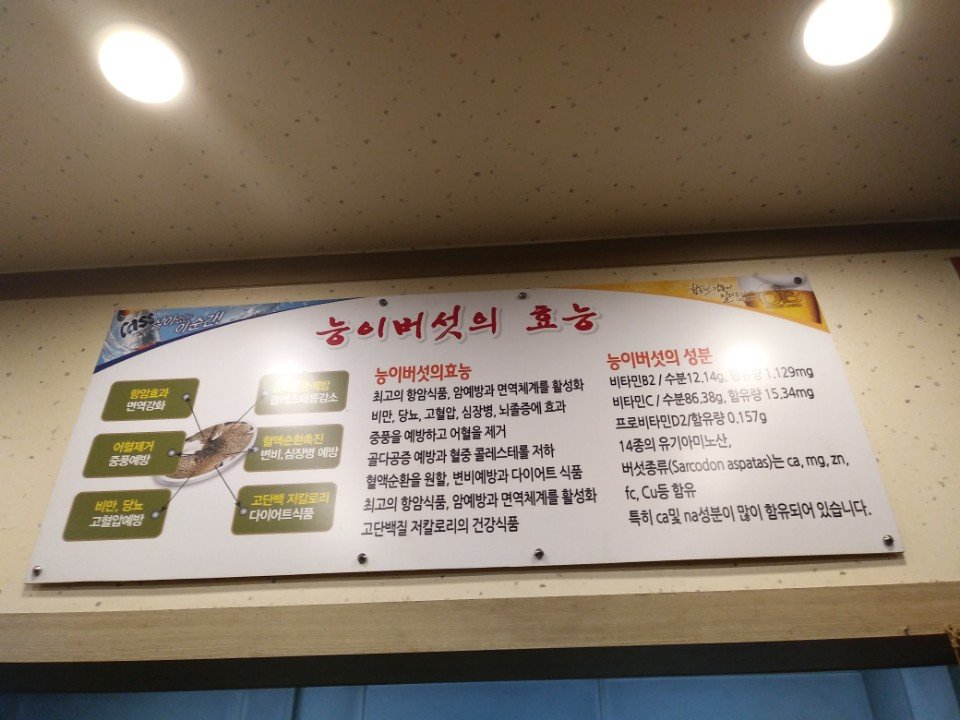 Cass
이순간!
OB
능이버섯의 효능
항암효과
면역강화
어혈제거
중풍예방
비만, 당뇨
고혈압예방
예방
콜레스테롤감소
혈액순환촉진
변비,심장병 예방
고단백 저칼로리
다이어트식품
능이버섯의효능
최고의 항암식품, 암예방과 면역체계를 활성화
비만, 당뇨, 고혈압, 심장병, 뇌졸증에 효과
중풍을 예방하고 어혈을 제거
골다공증 예방과 혈중 콜레스테롤 저하
혈액순환을 원할, 변비예방과 다이어트 식품
최고의 항암식품, 암예방과 면역체계를 활성화
고단백질 저칼로리의 건강식품
능이버섯의 성분
비타민B2 / 수분12,14g, 함유량 1,129mg
비타민C / 수분86.38g, 함유량 15.34mg
프로비타민D2/함유량 0.157g
14종의 유기아미노산,
버섯종류(Sarcodon aspatas)는 ca, mg, zn,
fc, Cu등 함유
특히 ca및 na성분이 많이 함유되어 있습니다.